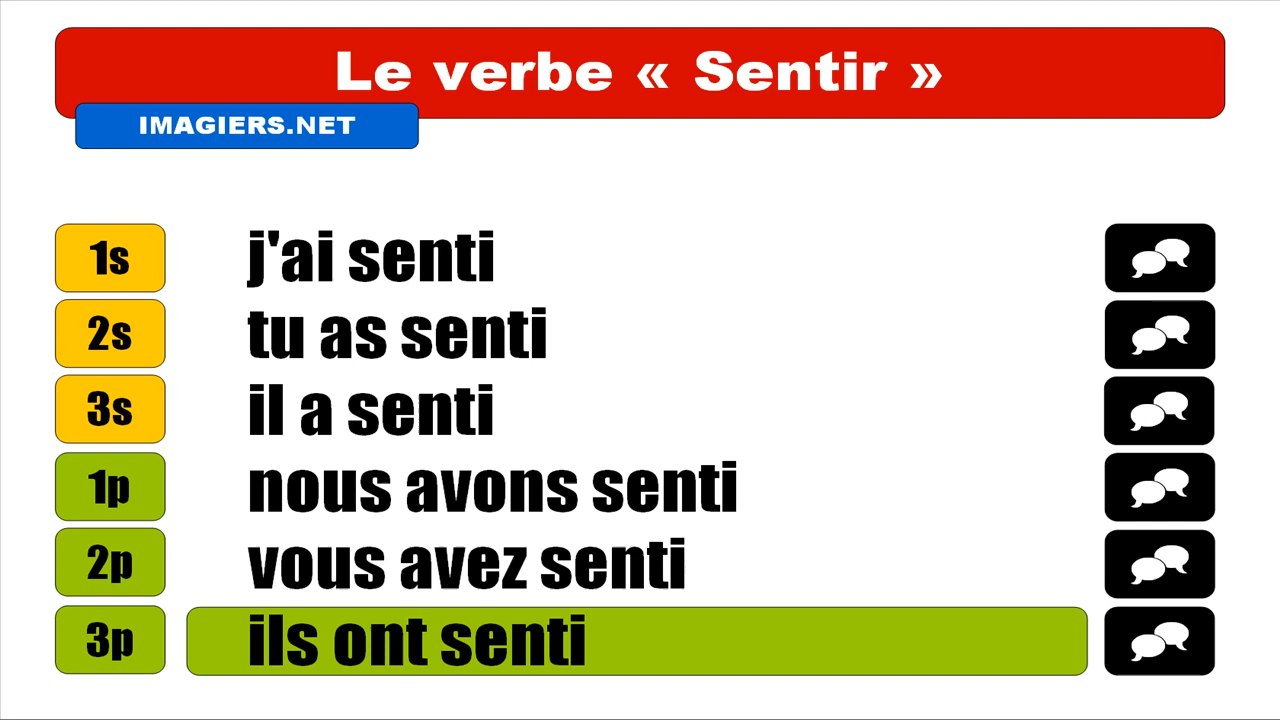 Le verbe « Sentir »
IMAGIERS.NET
1s j'ai senti
2s tu as senti
3s il a senti
1p nous avons senti
2p vous avez senti
3p ils ont senti